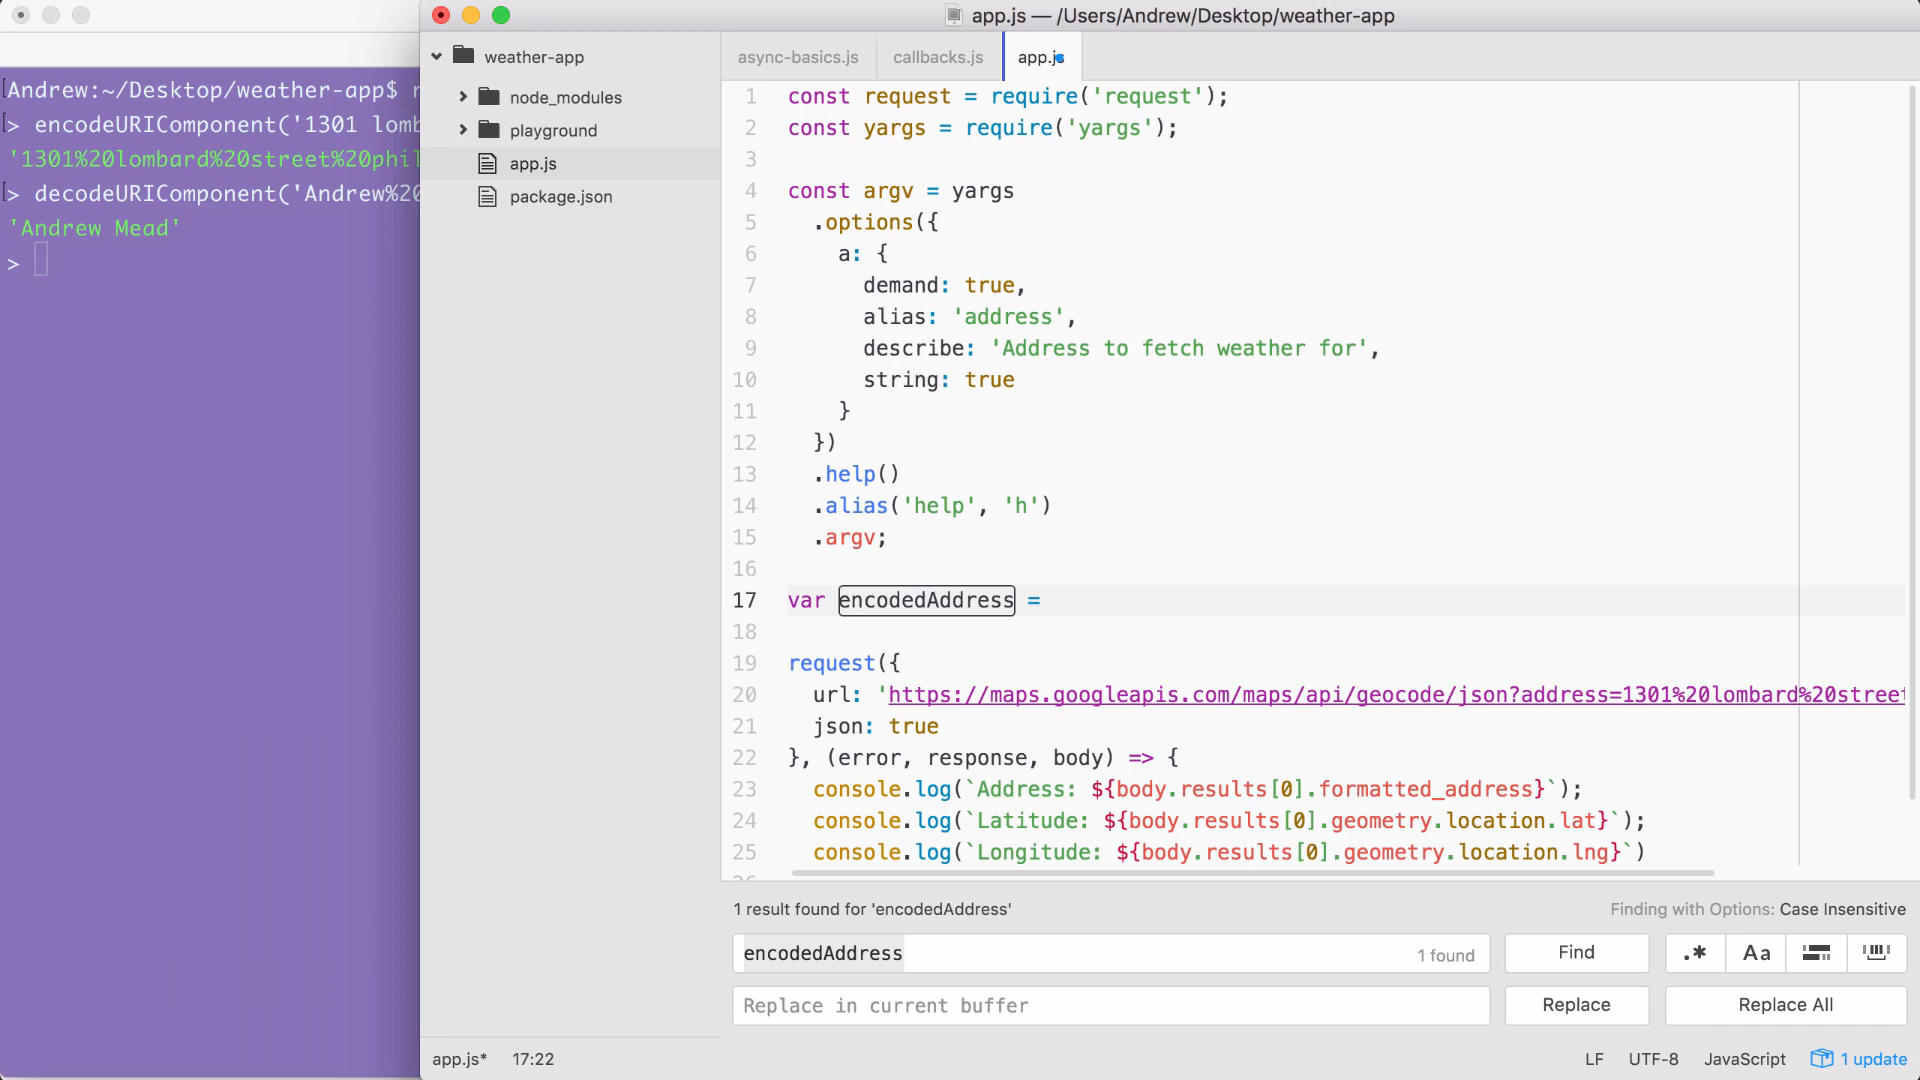 app.js — /Users/Andrew/Desktop/weather-app
Andrew:~/Desktop/weather-app$
> encodeURIComponent('1301 lomb
'1301%20lombard%20street%20phil
> decodeURIComponent('Andrew%20
'Andrew Mead'
>
weather-app
node_modules
playground
app.js
package.json
async-basics.js
callbacks.js
app.js
1 const request = require('request');
2 const yargs = require('yargs');
3
4 const argv = yargs
5 .options({
6 a: {
7 demand: true,
8 alias: 'address',
9 describe: 'Address to fetch weather for',
10 string: true
11 }
12 })
13 .help()
14 .alias('help', 'h')
15 .argv;
16
17 var encodedAddress =
18
19 request({
20 url: 'https://maps.googleapis.com/maps/api/geocode/json?address=1301%20lombard%20street
21 json: true
22 }, (error, response, body) => {
23 console.log(`Address: ${body.results[0].formatted_address}`);
24 console.log(`Latitude: ${body.results[0].geometry.location.lat}`);
25 console.log(`Longitude: ${body.results[0].geometry.location.lng}`)
1 result found for 'encodedAddress'
Finding with Options: Case Insensitive
encodedAddress
1 found
Find
.*
Aa
Replace in current buffer
Replace
Replace All
app.js*
17:22
LF
UTF-8
JavaScript
1 update